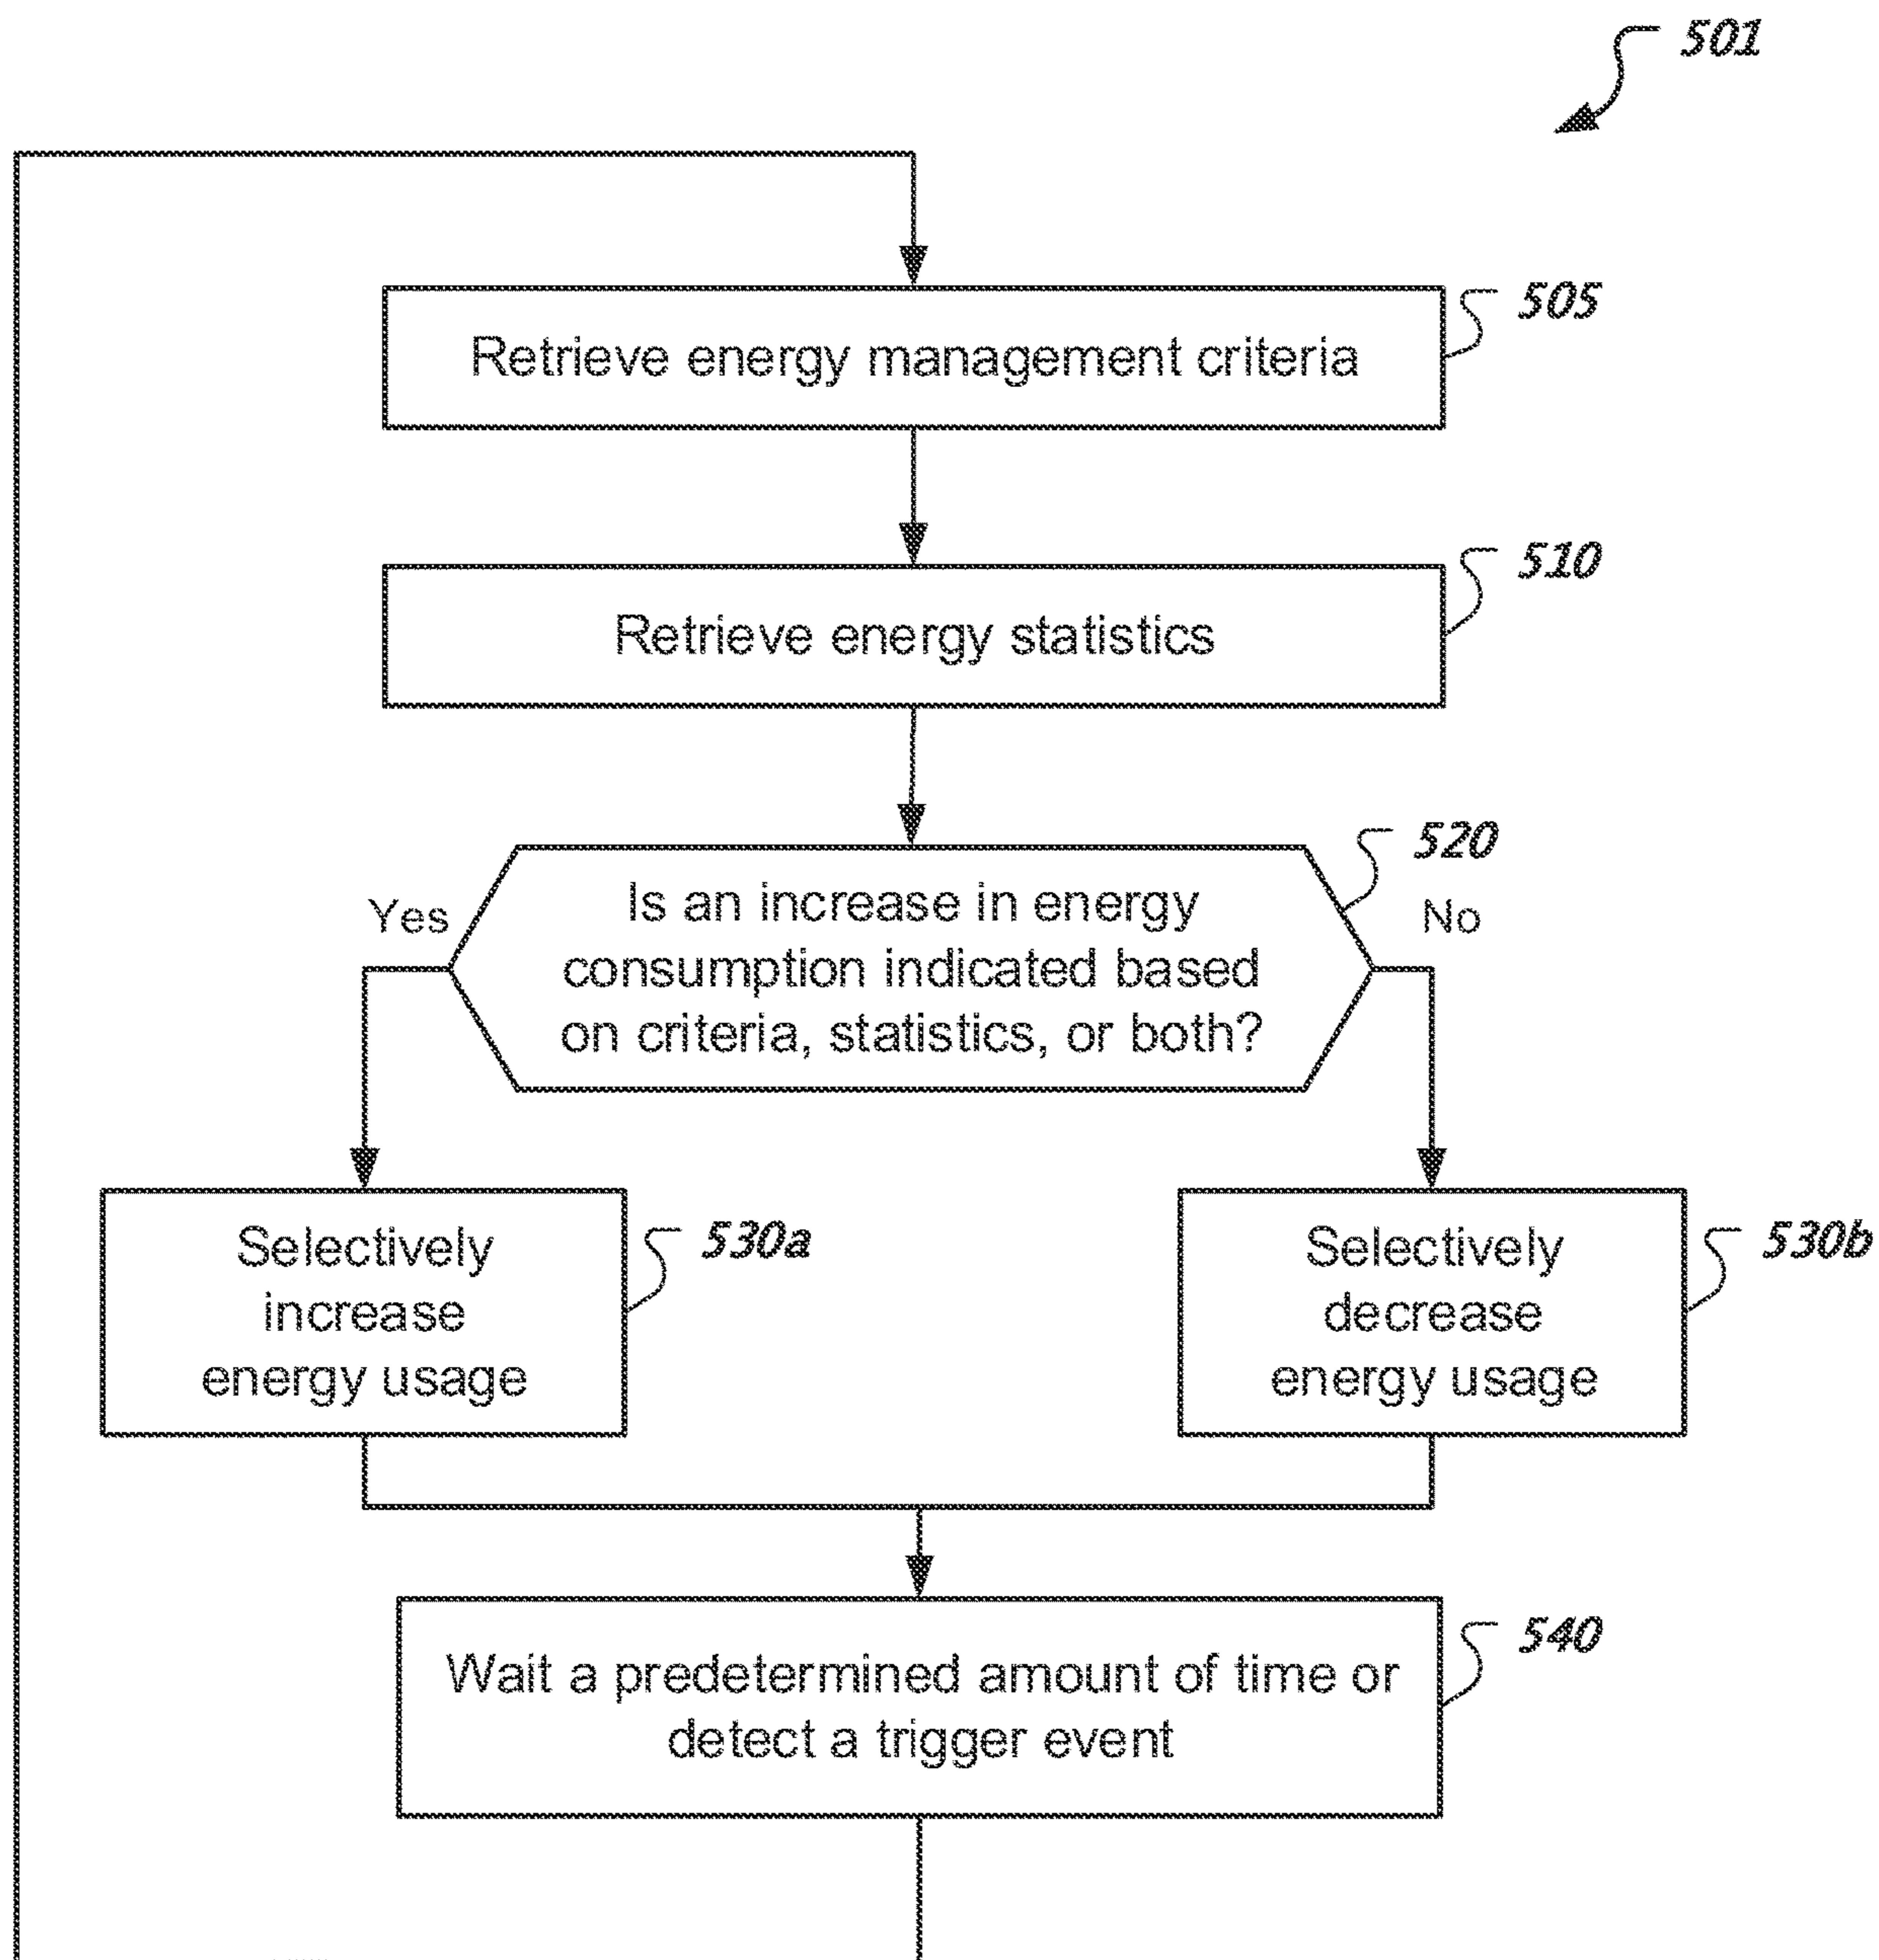 501
Retrieve energy management criteria
505
Retrieve energy statistics
510
520
Yes
No
Is an increase in energy
consumption indicated based
on criteria, statistics, or both?
Selectively
increase
energy usage
530a
Selectively
decrease
energy usage
530b
Wait a predetermined amount of time or
detect a trigger event
540